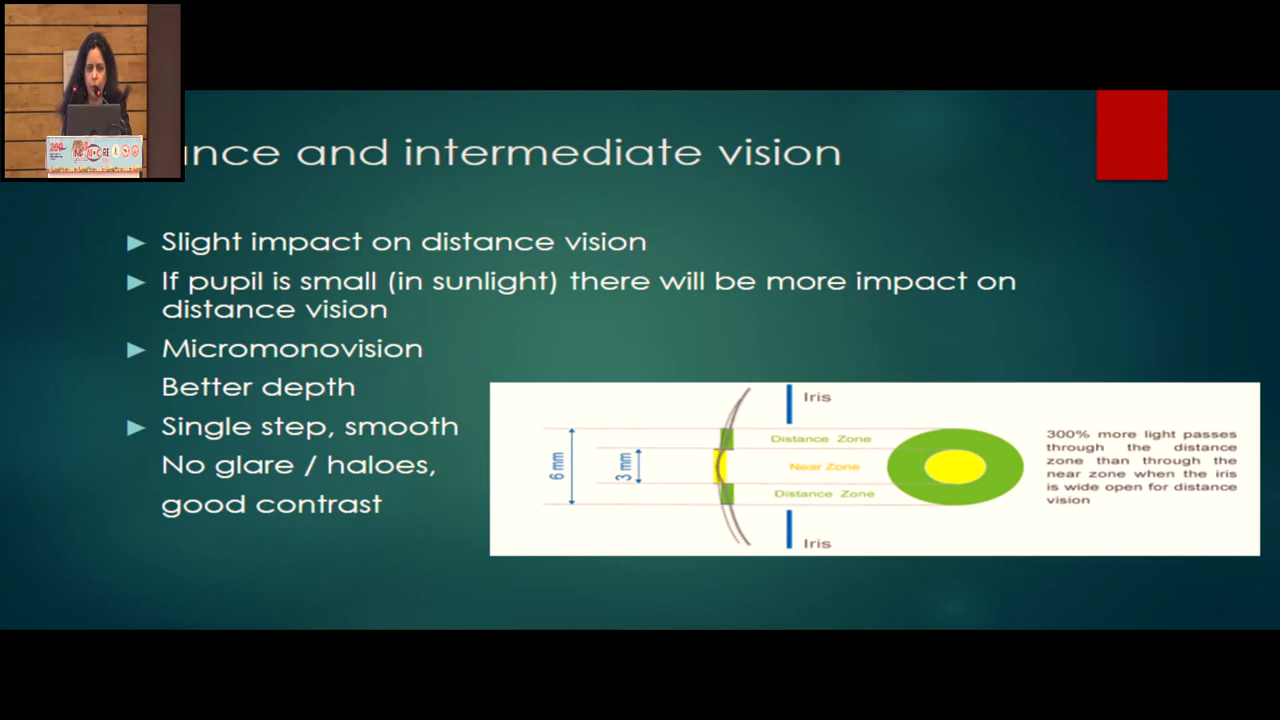 ance and intermediate vision
Slight impact on distance vision
If pupil is small (in sunlight) there will be more impact on
distance vision
Micromonovision
Better depth
Single step, smooth
No glare / haloes,
good contrast
6 mm
3 mm
Iris
Distance Zone
Near Zone
Distance Zone
Iris
300% more light passes
through the distance
zone than through the
near zone when the iris
is wide open for distance
vision